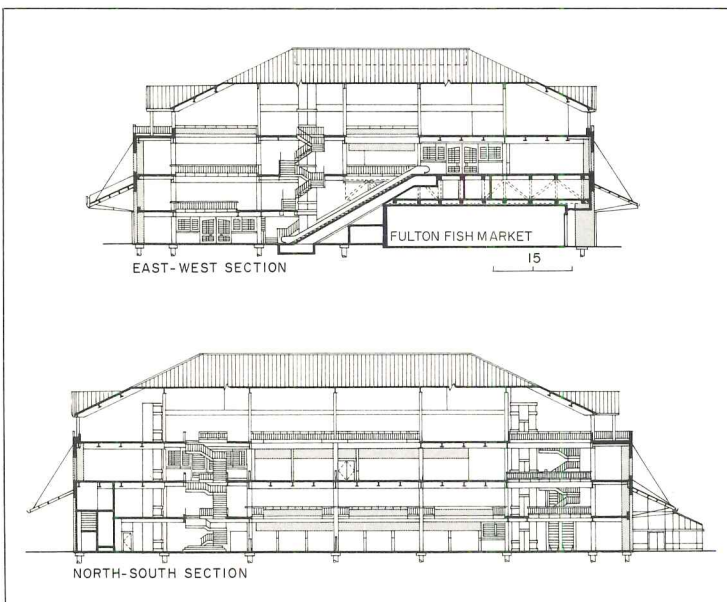 FULTON FISH MARKET
EAST-WEST SECTION
15
NORTH-SOUTH SECTION